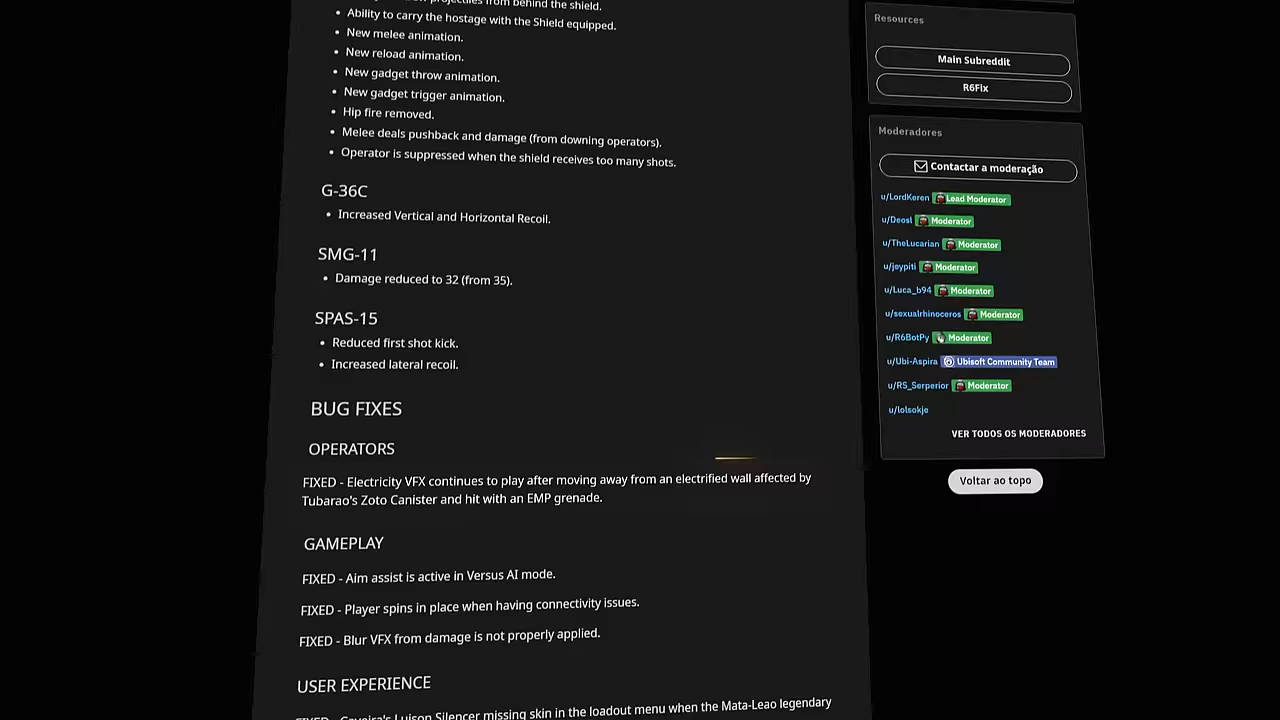 projectiles from behind the shield.
Ability to carry the hostage with the Shield equipped.
New melee animation.
New reload animation.
New gadget throw animation.
New gadget trigger animation.
Hip fire removed.
Melee deals pushback and damage (from downing operators).
Operator is suppressed when the shield receives too many shots.
G-36C
Increased Vertical and Horizontal Recoil.
SMG-11
Damage reduced to 32 (from 35).
SPAS-15
Reduced first shot kick.
Increased lateral recoil.
BUG FIXES
OPERATORS
FIXED - Electricity VFX continues to play after moving away from an electrified wall affected by
Tubarao's Zoto Canister and hit with an EMP grenade.
GAMEPLAY
FIXED - Aim assist is active in Versus AI mode.
FIXED - Player spins in place when having connectivity issues.
FIXED - Blur VFX from damage is not properly applied.
USER EXPERIENCE
FIXED - Caveira's Luison Silencer missing skin in the loadout menu when the Mata-Leao legendary
Resources
Main Subreddit
R6Fix
Moderadores
Contactar a moderação
u/LordKeren Lead Moderator
u/Deosl Moderator
u/TheLucarian Moderator
u/jeypiti Moderator
u/Luca_b94 Moderator
u/sexualrhinoceros Moderator
u/R6BotPy Moderator
u/Ubi-Aspira Ubisoft Community Team
u/RS_Serperior Moderator
u/lolsokje
VER TODOS OS MODERADORES
Voltar ao topo